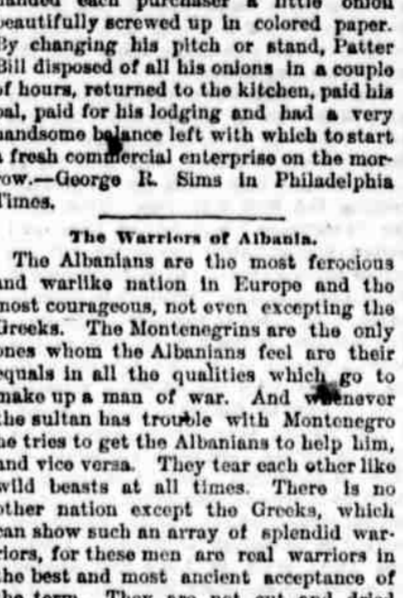 handed each purchaser a little onion
beautifully screwed up in colored paper.
By changing his pitch or stand, Patter
Bill disposed of all his onions in a couple
of hours, returned to the kitchen, paid his
pal, paid for his lodging and had a very
handsome balance left with which to start
a fresh commercial enterprise on the mor-
row.—George R. Sims in Philadelphia
Times.
The Warriors of Albania.
The Albanians are the most ferocious
and warlike nation in Europe and the
most courageous, not even excepting the
Greeks. The Montenegrins are the only
ones whom the Albanians feel are their
equals in all the qualities which go to
make up a man of war. And whenever
the sultan has trouble with Montenegro
he tries to get the Albanians to help him,
and vice versa. They tear each other like
wild beasts at all times. There is no
other nation except the Greeks, which
can show such an array of splendid war-
riors, for these men are real warriors in
the best and most ancient acceptance of
the term. They are not cut and dried